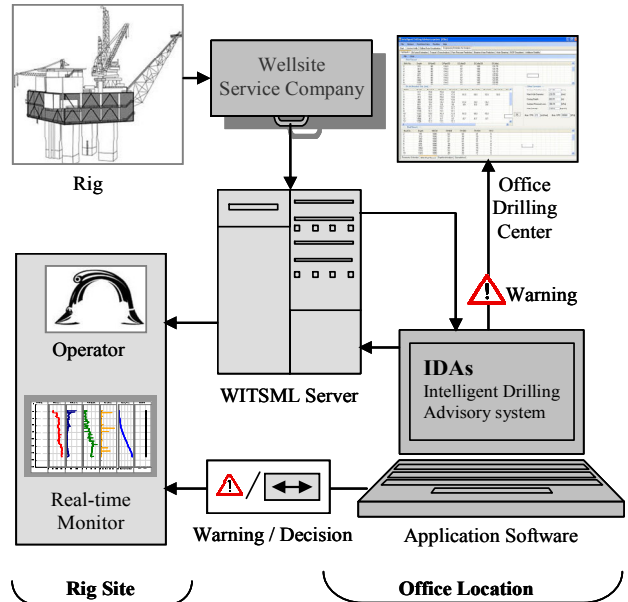 Wellsite
Service Company
Rig
Office
Drilling
Center
Warning
Operator
WITSML Server
IDAs
Intelligent Drilling
Advisory system
Real-time
Monitor
Warning / Decision
Application Software
Rig Site
Office Location